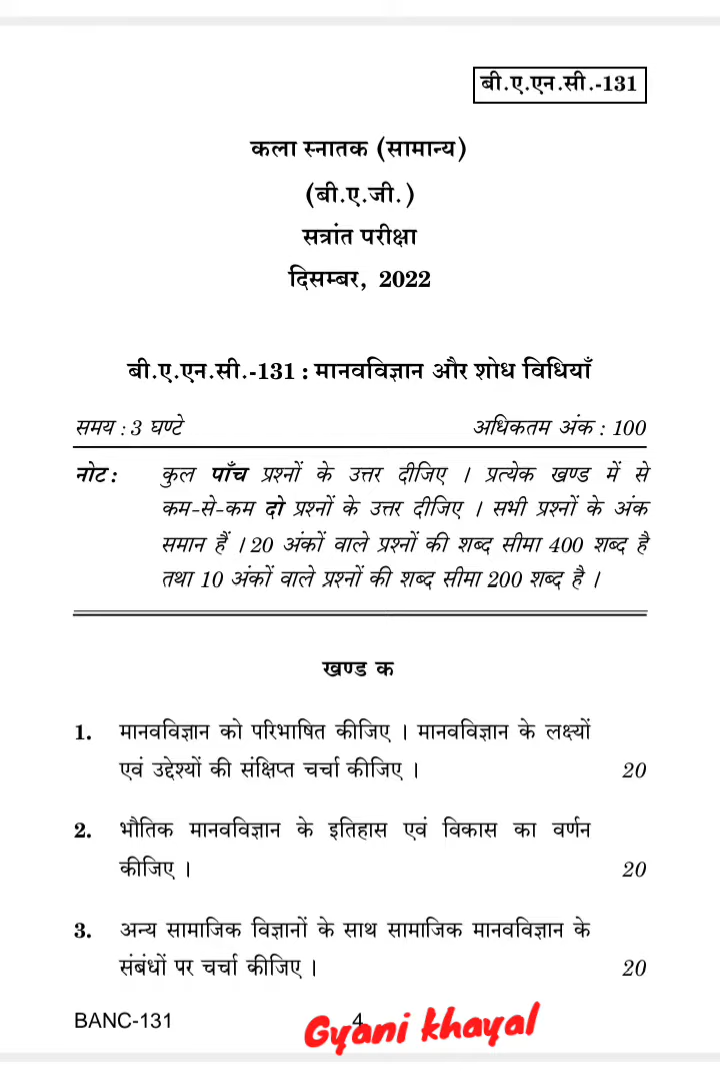 बी.ए.एन.सी.-131
कला स्नातक (सामान्य)
(बी.ए.जी.)
सत्रांत परीक्षा
दिसम्बर, 2022
बी.ए.एन.सी.-131 : मानवविज्ञान और शोध विधियाँ
समय : 3 घण्टे अधिकतम अंक : 100
नोट : कुल पाँच प्रश्नों के उत्तर दीजिए । प्रत्येक खण्ड में से
कम-से-कम दो प्रश्नों के उत्तर दीजिए । सभी प्रश्नों के अंक
समान हैं । 20 अंकों वाले प्रश्नों की शब्द सीमा 400 शब्द है
तथा 10 अंकों वाले प्रश्नों की शब्द सीमा 200 शब्द है ।
खण्ड क
1. मानवविज्ञान को परिभाषित कीजिए । मानवविज्ञान के लक्ष्यों
एवं उद्देश्यों की संक्षिप्त चर्चा कीजिए । 20
2. भौतिक मानवविज्ञान के इतिहास एवं विकास का वर्णन
कीजिए । 20
3. अन्य सामाजिक विज्ञानों के साथ सामाजिक मानवविज्ञान के
संबंधों पर चर्चा कीजिए । 20
BANC-131 4
Gyani khayal